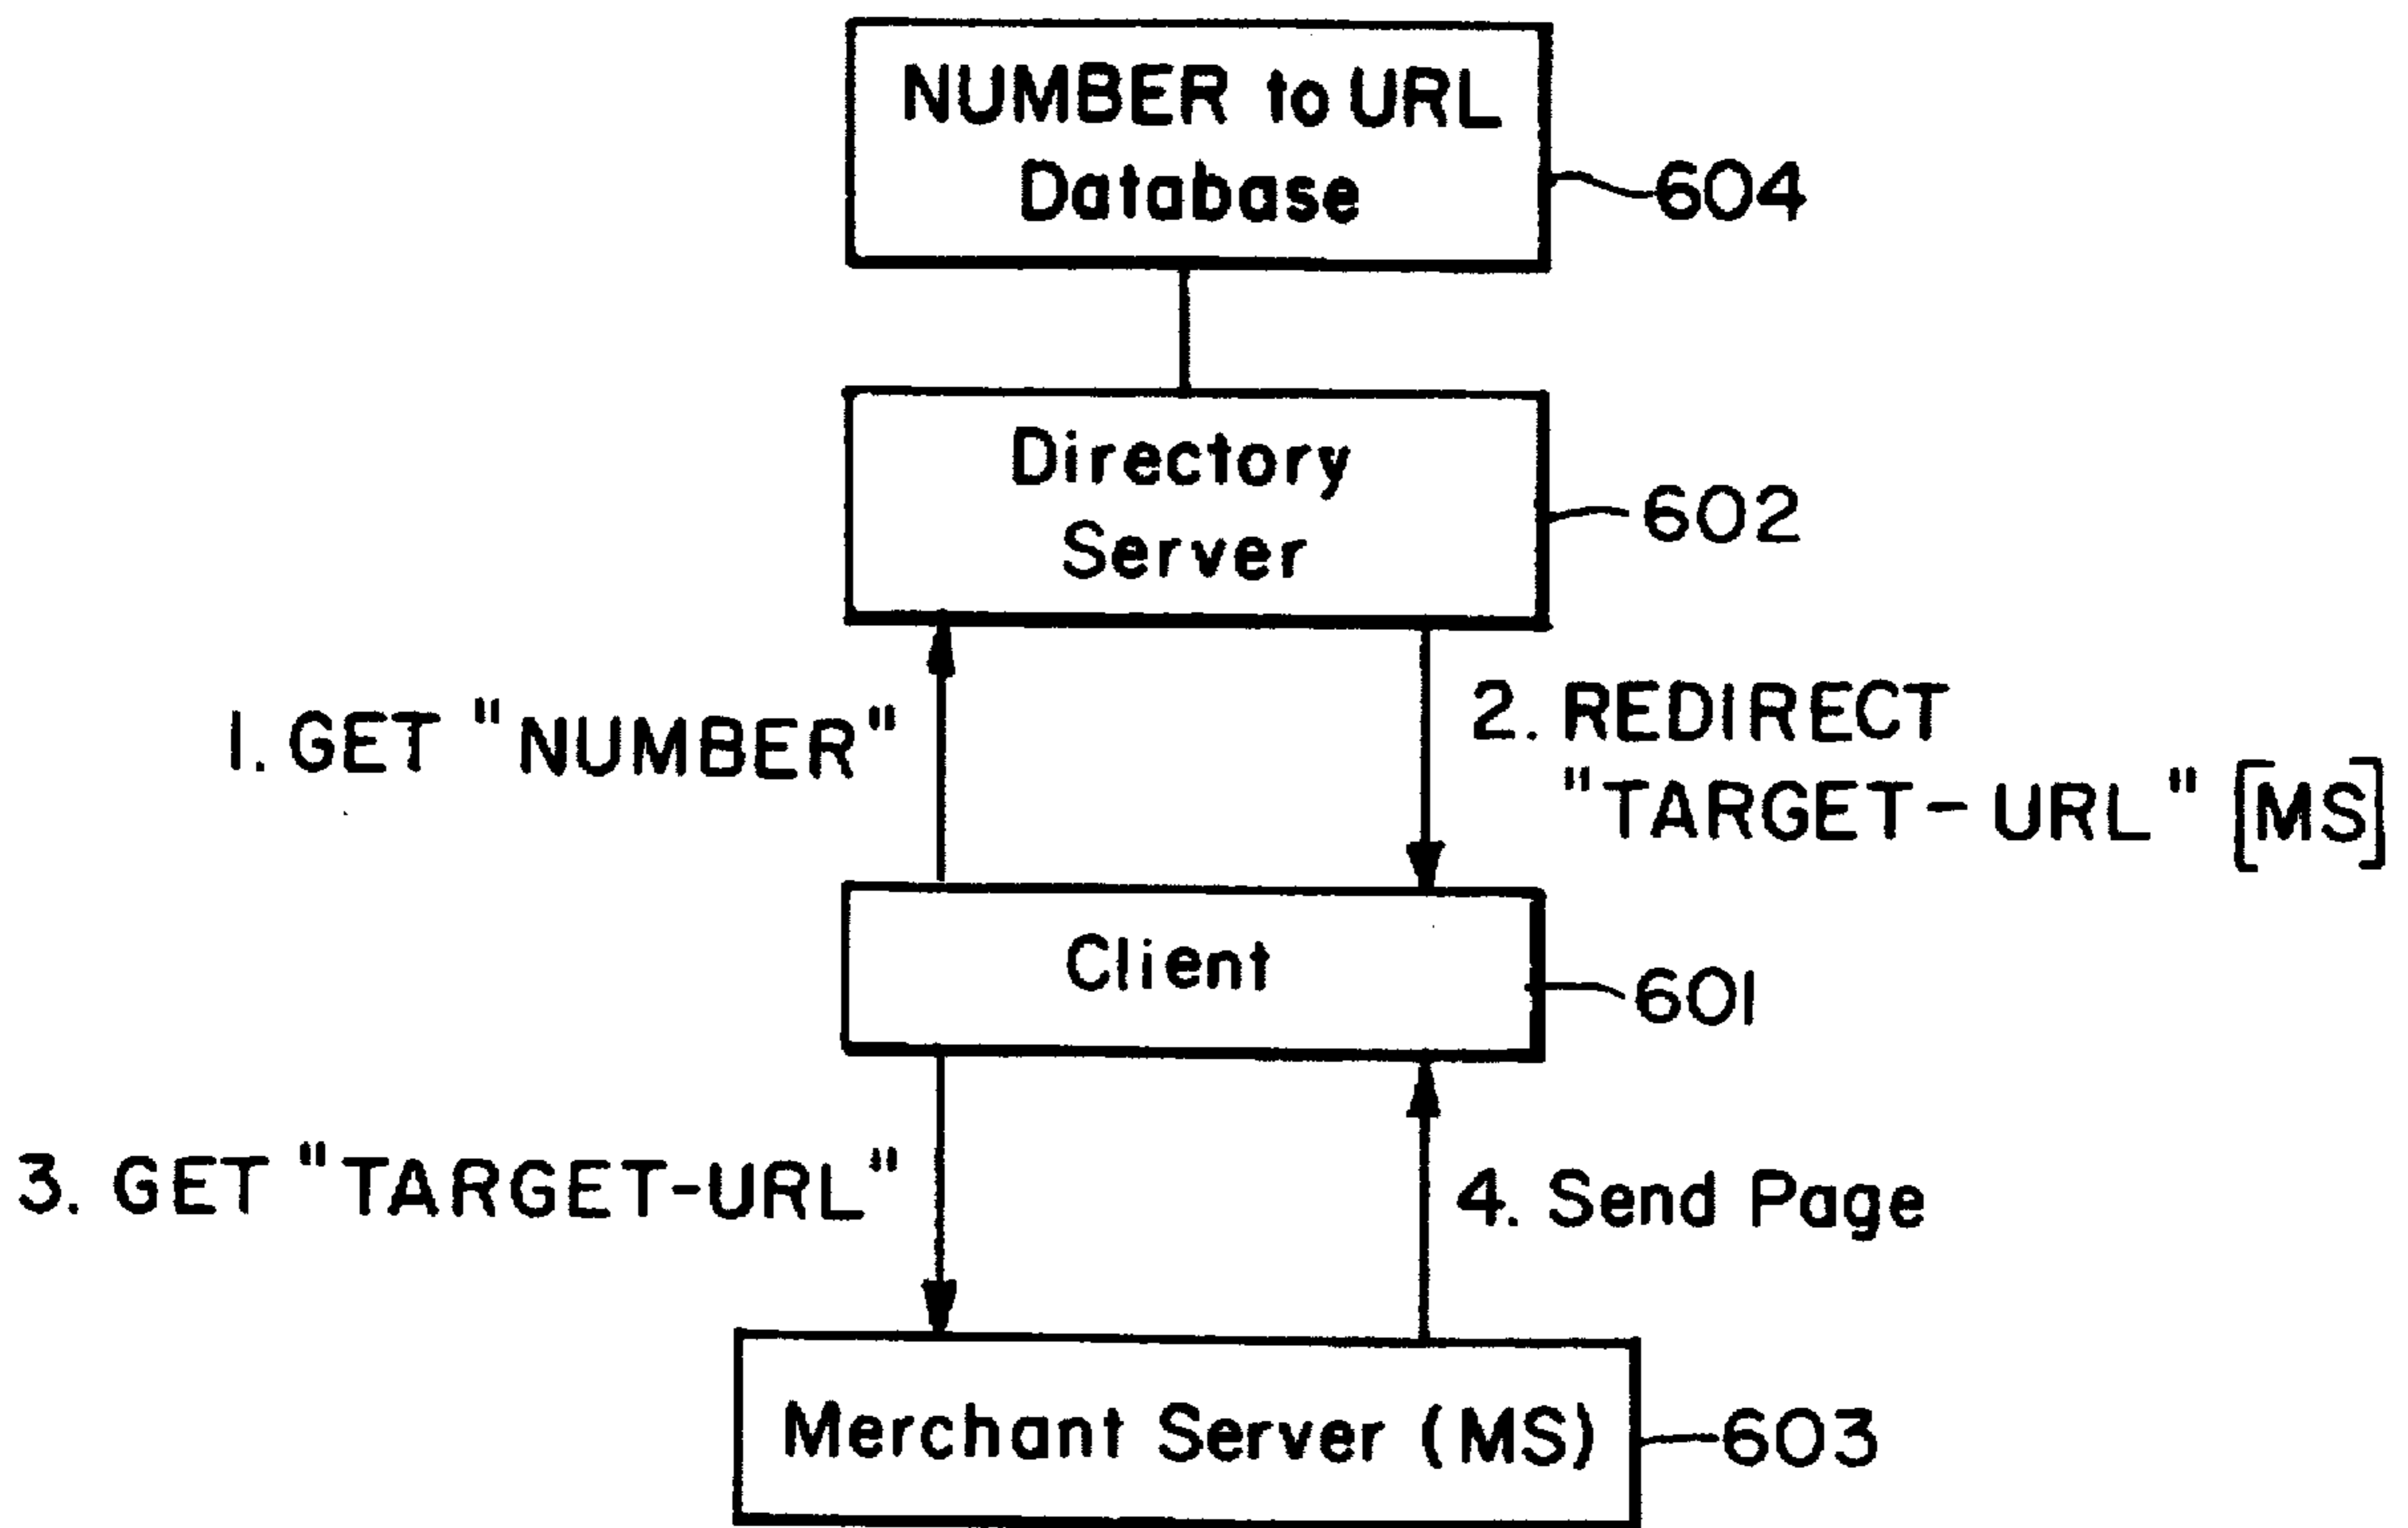 NUMBER to URL
Database
604
Directory
Server
602
1. GET "NUMBER"
2. REDIRECT
"TARGET-URL" [MS]
Client
601
3. GET "TARGET-URL"
4. Send Page
Merchant Server (MS)
603